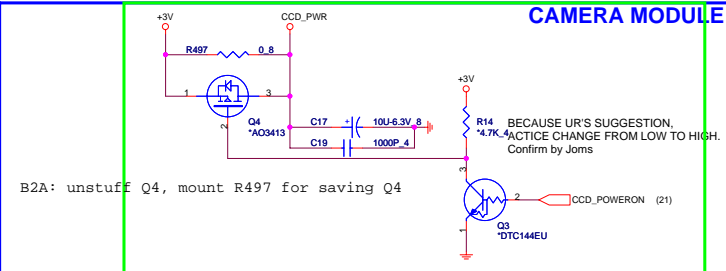 CAMERA MODULE
+3V
CCD_PWR
R497 0_8
1 3
Q4
*AO3413
2
C17 + 10U-6.3V_8
C19 1000P_4
+3V
R14
*4.7K_4
BECAUSE UR'S SUGGESTION,
ACTICE CHANGE FROM LOW TO HIGH.
Confirm by Joms
B2A: unstuff Q4, mount R497 for saving Q4
3
2
CCD_POWERON (21)
Q3
*DTC144EU
1